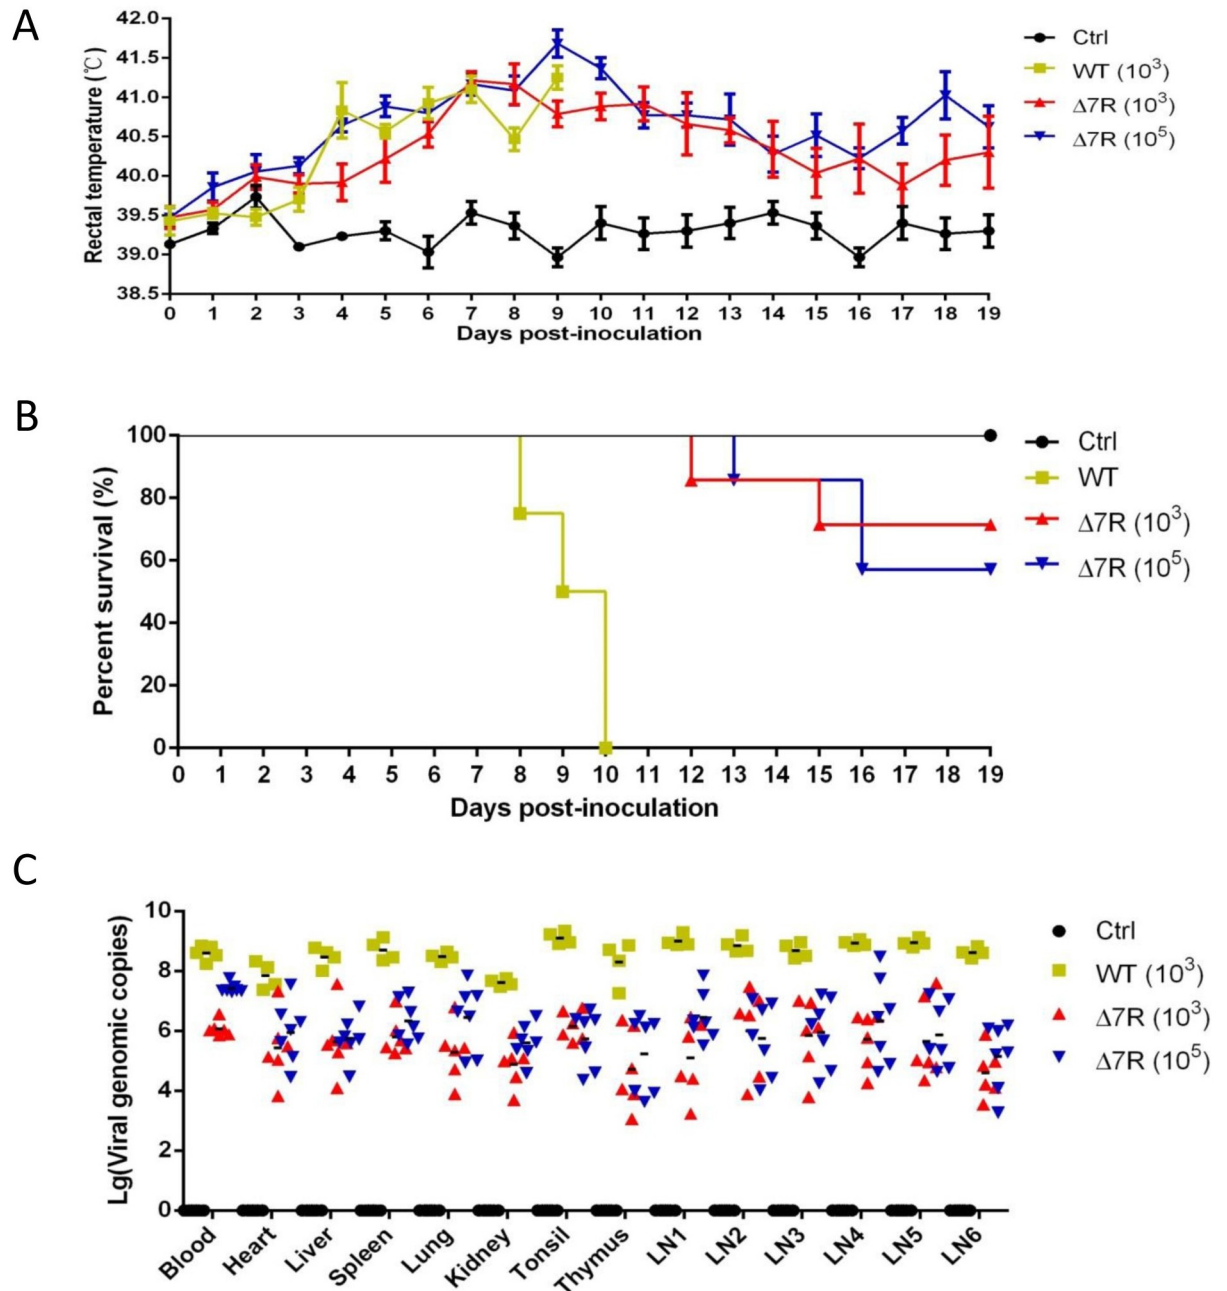 A
Rectal temperature (℃)
42.0
41.5
41.0
40.5
40.0
39.5
39.0
38.5
0 1 2 3 4 5 6 7 8 9 10 11 12 13 14 15 16 17 18 19
Days post-inoculation
Ctrl
WT (10³)
Δ7R (10³)
Δ7R (10⁵)
B
Percent survival (%)
100
80
60
40
20
0
0 1 2 3 4 5 6 7 8 9 10 11 12 13 14 15 16 17 18 19
Days post-inoculation
Ctrl
WT
Δ7R (10³)
Δ7R (10⁵)
C
Lg(Viral genomic copies)
10
8
6
4
2
0
Blood Heart Liver Spleen Lung Kidney Tonsil Thymus LN1 LN2 LN3 LN4 LN5 LN6
Ctrl
WT (10³)
Δ7R (10³)
Δ7R (10⁵)